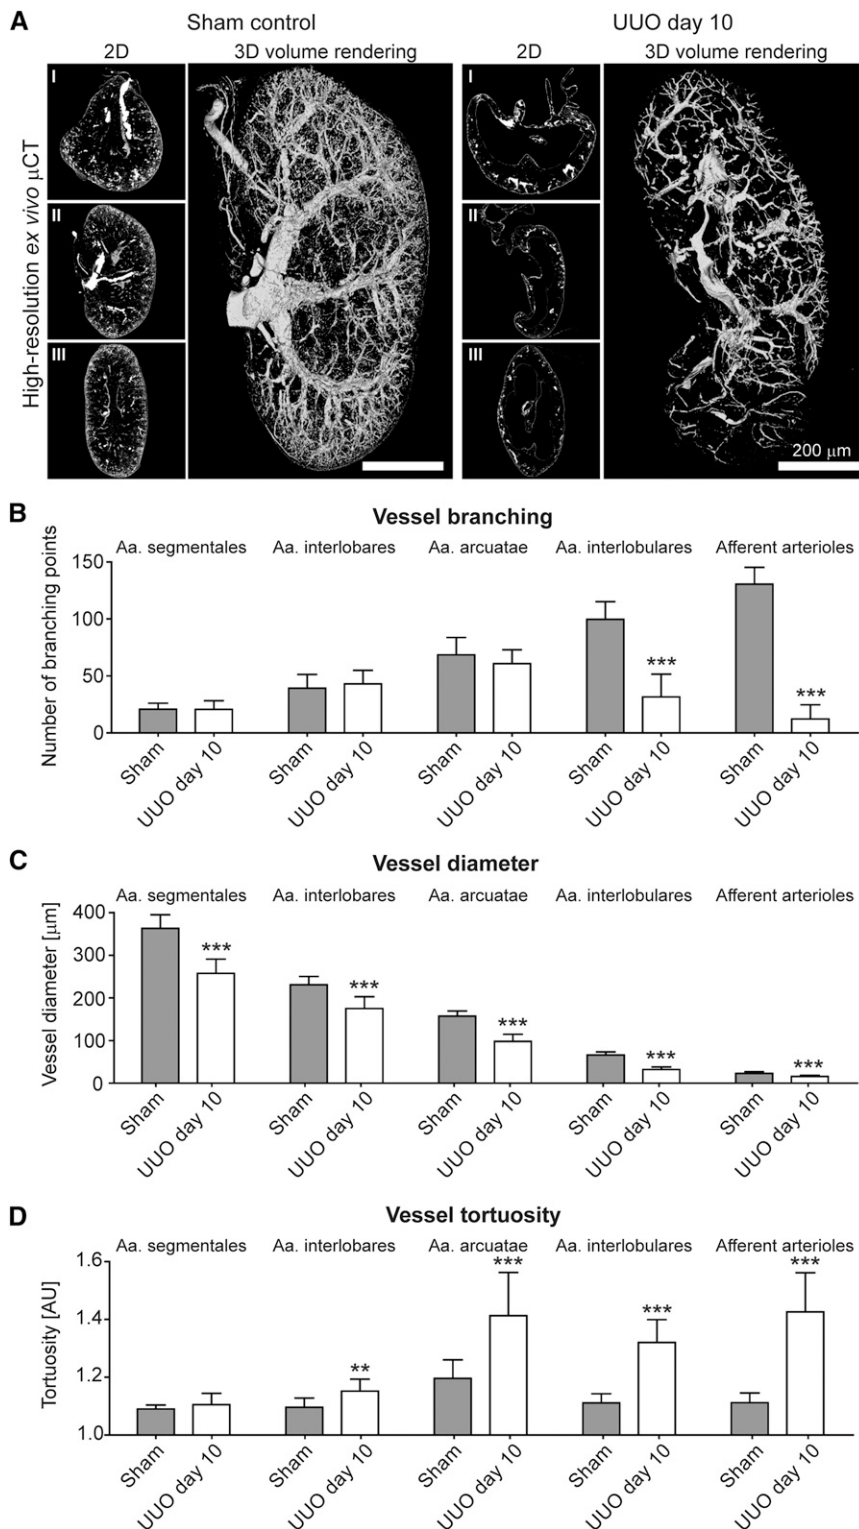 A
Sham control
UUO day 10
2D
3D volume rendering
2D
3D volume rendering
High-resolution ex vivo µCT
I
II
III
I
II
III
200 µm
B
Vessel branching
Aa. segmentales
Aa. interlobares
Aa. arcuatae
Aa. interlobulares
Afferent arterioles
Number of branching points
150
100
50
0
***
***
Sham
UUO day 10
Sham
UUO day 10
Sham
UUO day 10
Sham
UUO day 10
Sham
UUO day 10
C
Vessel diameter
Aa. segmentales
Aa. interlobares
Aa. arcuatae
Aa. interlobulares
Afferent arterioles
Vessel diameter [µm]
400
300
200
100
0
***
***
***
***
***
Sham
UUO day 10
Sham
UUO day 10
Sham
UUO day 10
Sham
UUO day 10
Sham
UUO day 10
D
Vessel tortuosity
Aa. segmentales
Aa. interlobares
Aa. arcuatae
Aa. interlobulares
Afferent arterioles
Tortuosity [AU]
1.6
1.4
1.2
1.0
**
***
***
***
Sham
UUO day 10
Sham
UUO day 10
Sham
UUO day 10
Sham
UUO day 10
Sham
UUO day 10